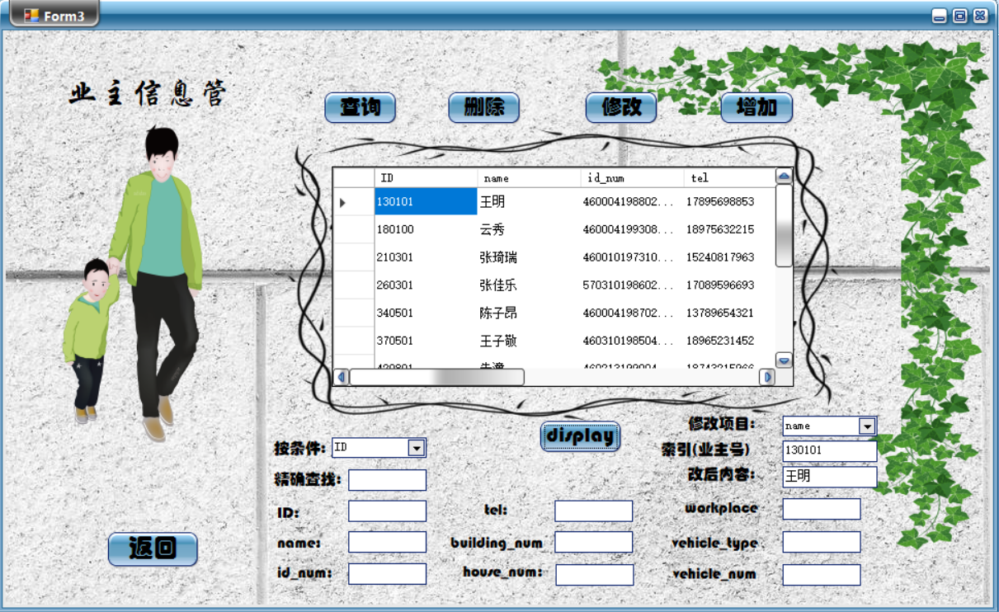 Form3
业主信息管
查询 删除 修改 增加
ID name id_num tel
130101 王明 460004198802... 17895698853
180100 云秀 460004199308... 18975632215
210301 张琦瑞 460010197310... 15240817963
260301 张佳乐 570310198602... 17089596693
340501 陈子昂 460004198702... 13789654321
370501 王子敬 460310198504... 18965231452
display
修改项目: name
按条件: ID
索引(业主号) 130101
精确查找:
改后内容: 王明
ID: tel: workplace
name: building_num vehicle_type
id_num: house_num: vehicle_num
返回